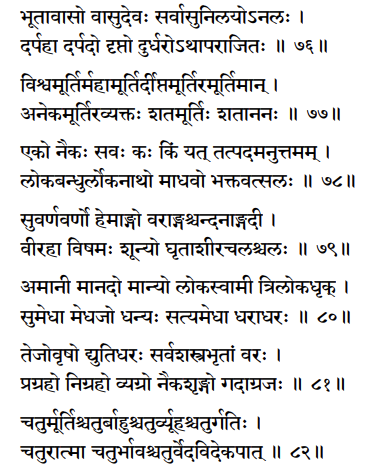 भूतावासो वासुदेवः सर्वासुनिलयोऽनलः ।
दर्पहा दर्पदो दृप्तो दुर्धरोऽथापराजितः ॥ ७६॥
विश्वमूर्तिर्महामूर्तिर्दीप्तमूर्तिरमूर्तिमान् ।
अनेकमूर्तिरव्यक्तः शतमूर्तिः शताननः ॥ ७७॥
एको नैकः सवः कः किं यत् तत्पदमनुत्तमम् ।
लोकबन्धुर्लोकनाथो माधवो भक्तवत्सलः ॥ ७८॥
सुवर्णवर्णो हेमाङ्गो वराङ्गश्चन्दनाङ्गदी ।
वीरहा विषमः शून्यो घृताशीरचलश्चलः ॥ ७९॥
अमानी मानदो मान्यो लोकस्वामी त्रिलोकधृक् ।
सुमेधा मेधजो धन्यः सत्यमेधा धराधरः ॥ ८०॥
तेजोवृषो द्युतिधरः सर्वशस्त्रभृतां वरः ।
प्रग्रहो निग्रहो व्यग्रो नैकशृङ्गो गदाग्रजः ॥ ८१॥
चतुर्मूर्तिश्चतुर्बाहुश्चतुर्व्यूहश्चतुर्गतिः ।
चतुरात्मा चतुर्भावश्चतुर्वेदविदेकपात् ॥ ८२॥